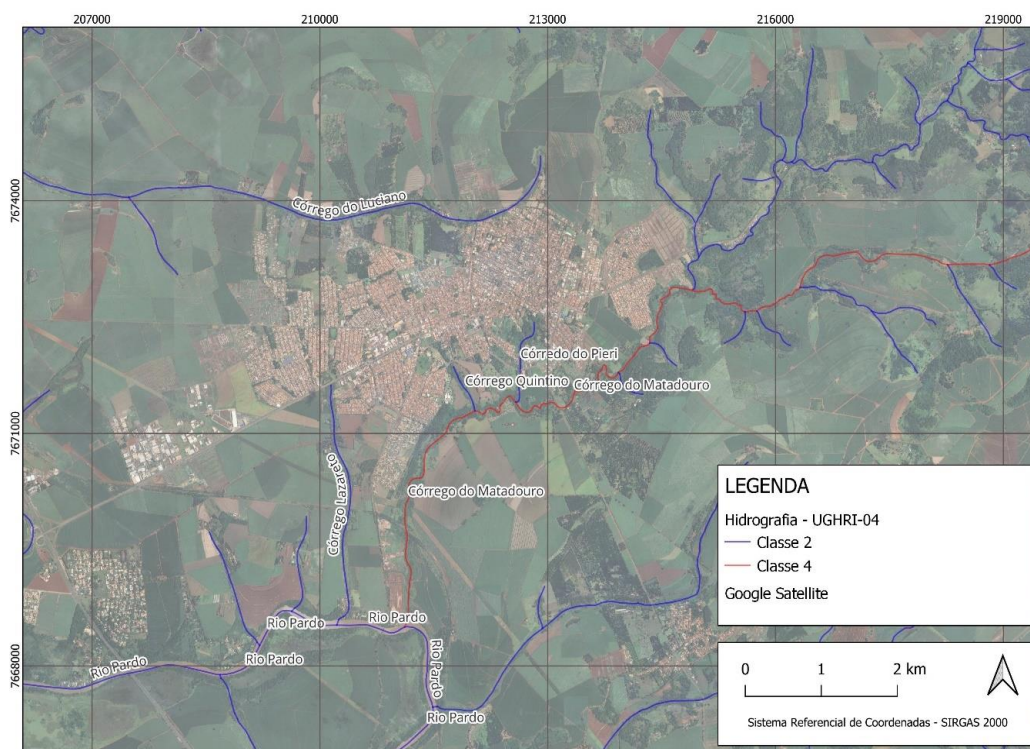 207000
210000
213000
216000
219000
7674000
7671000
7668000
Córrego do Luciano
Córredo do Pieri
Córrego Quintino
Córrego do Matadouro
Córrego Lazareto
Córrego do Matadouro
Rio Pardo
Rio Pardo
Rio Pardo
Rio Pardo
Rio Pardo
Rio Pardo
LEGENDA
Hidrografia - UGHRI-04
Classe 2
Classe 4
Google Satellite
0 1 2 km
Sistema Referencial de Coordenadas - SIRGAS 2000